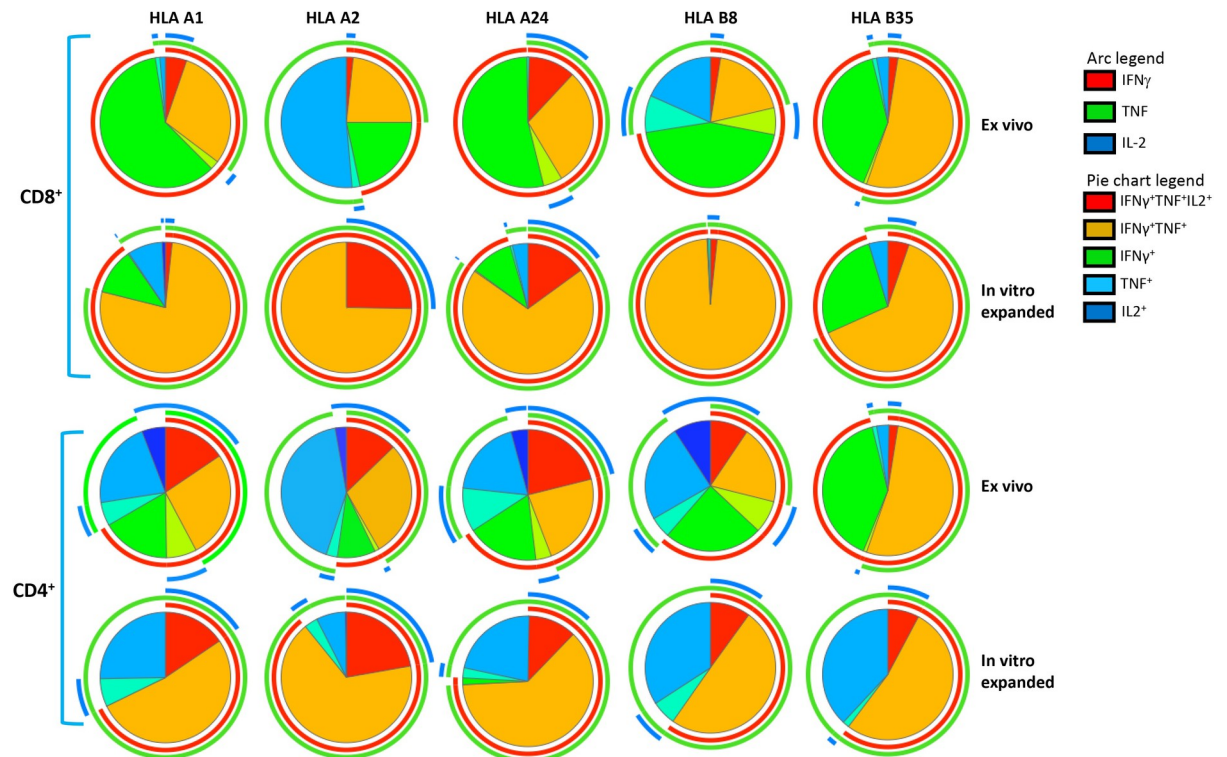 HLA A1 HLA A2 HLA A24 HLA B8 HLA B35
Arc legend
IFNγ
TNF
IL-2
Ex vivo
CD8⁺
Pie chart legend
IFNγ⁺TNF⁺IL2⁺
IFNγ⁺TNF⁺
IFNγ⁺
TNF⁺
IL2⁺
In vitro
expanded
Ex vivo
CD4⁺
In vitro
expanded